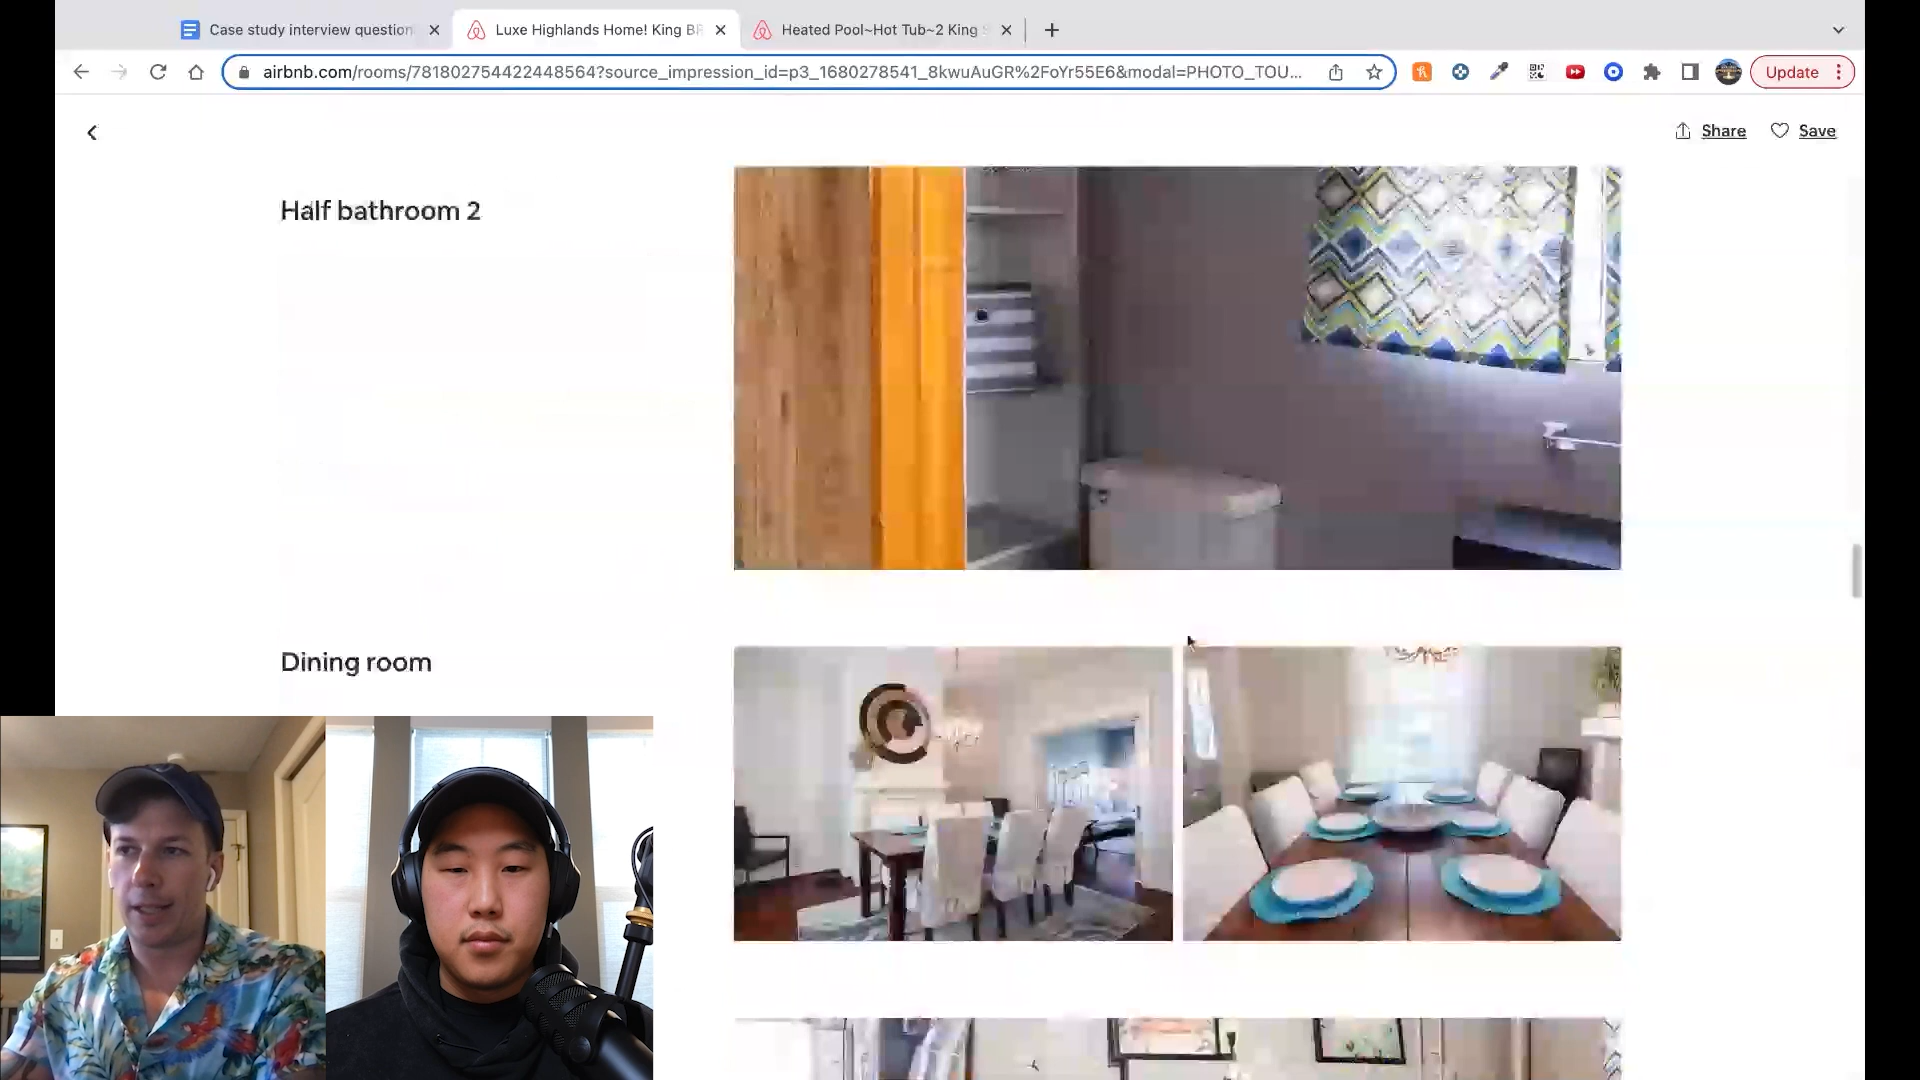 Case study interview question
Luxe Highlands Home! King BR
Heated Pool~Hot Tub~2 King S
airbnb.com/rooms/781802754422448564?source_impression_id=p3_1680278541_8kwuAuGR%2FoYr55E6&modal=PHOTO_TOU...
Update
Share
Save
Half bathroom 2
Dining room